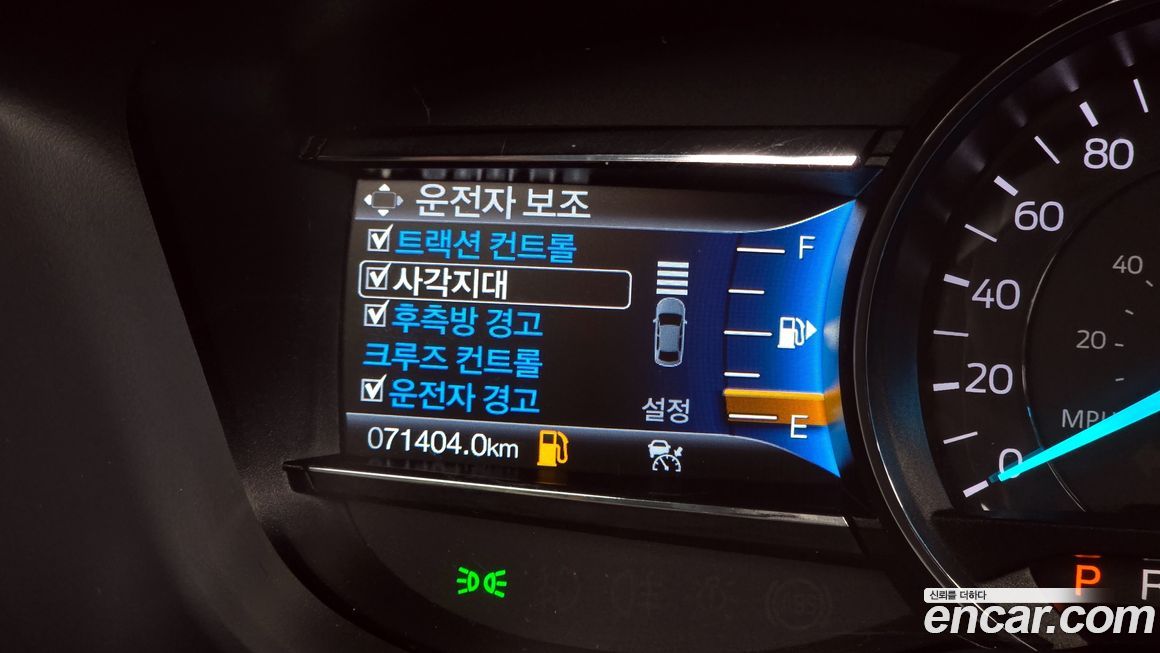 운전자 보조
트랙션 컨트롤
사각지대
후측방 경고
크루즈 컨트롤
운전자 경고
설정
071404.0km
F
E
80
60
40
20
0
40
20
MPH
P
R
신뢰를 더하다
encar.com